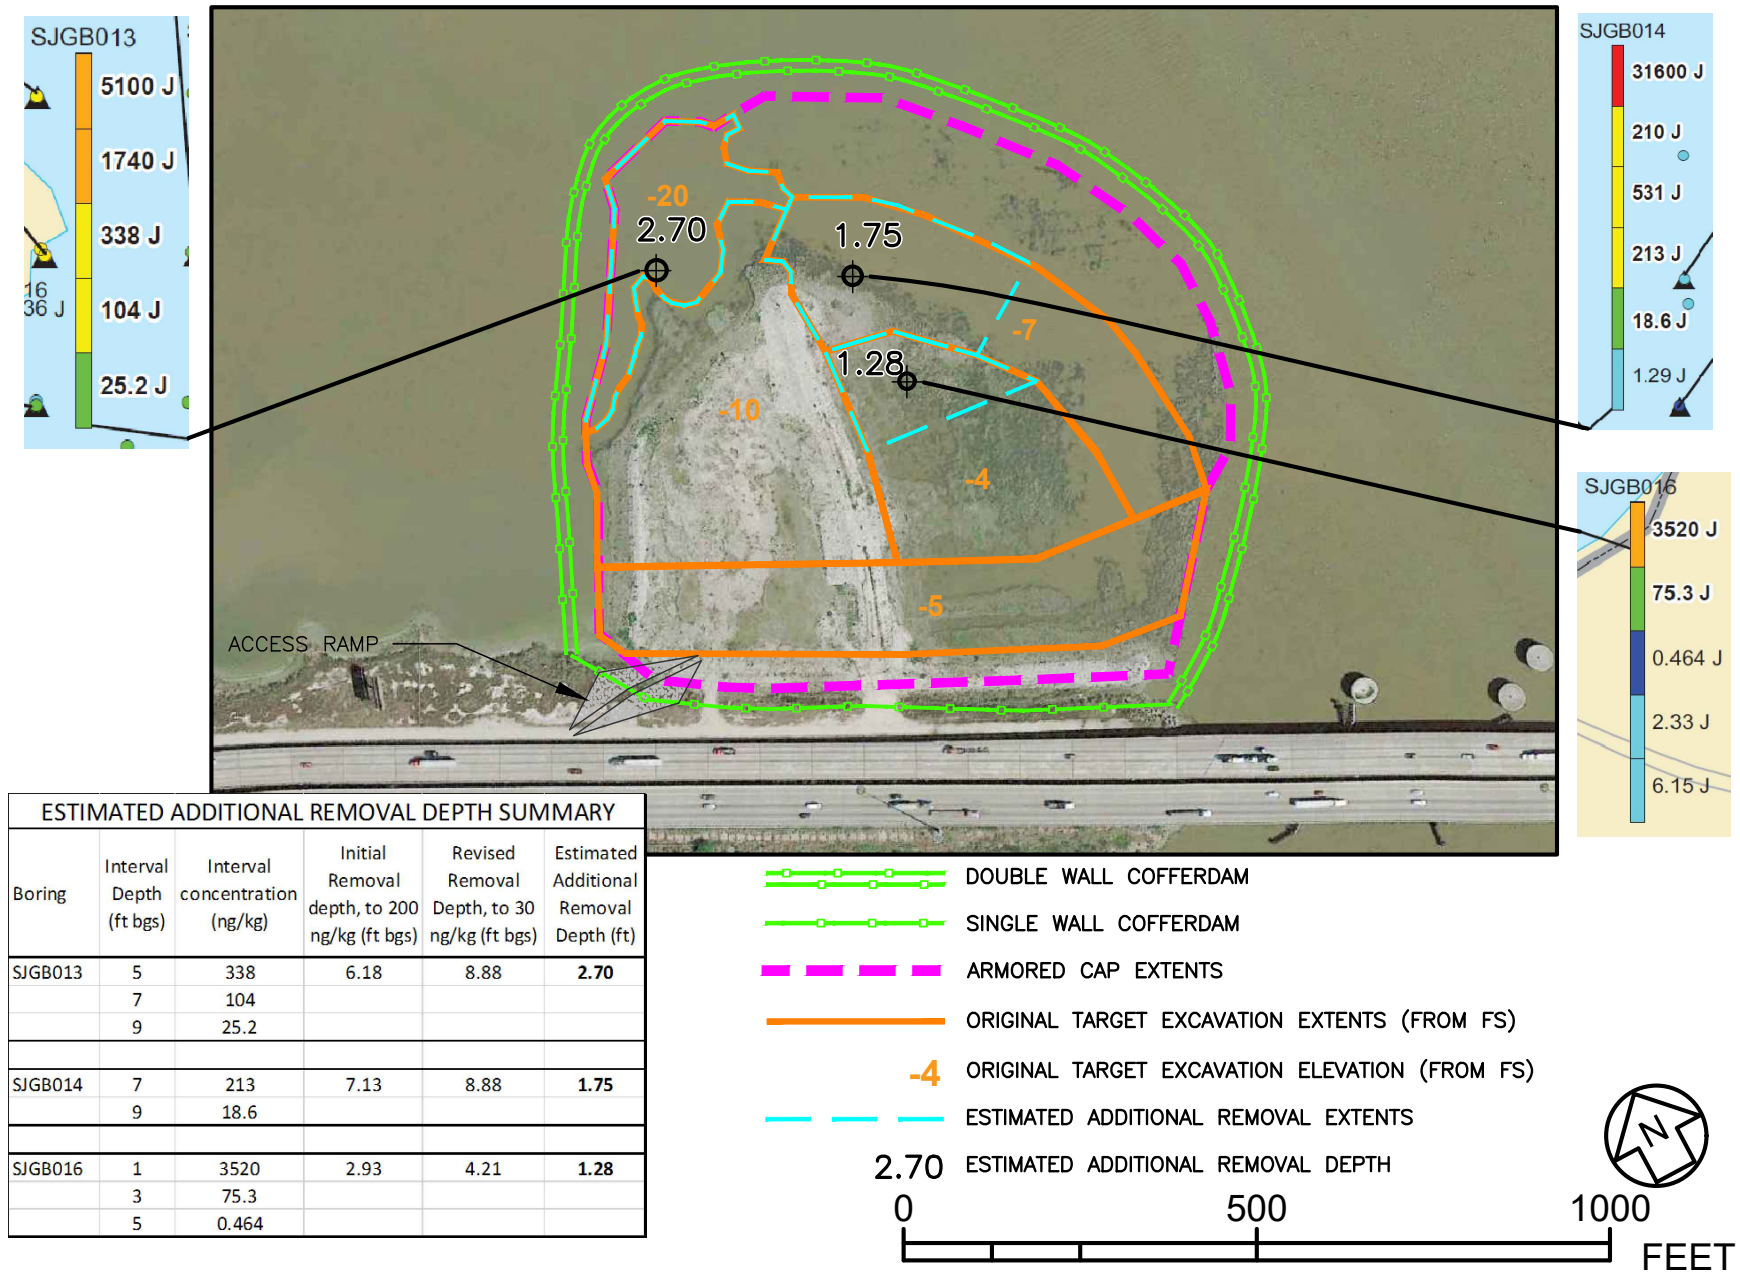 SJGB013
5100 J
1740 J
338 J
104 J
25.2 J
16
36 J
SJGB014
31600 J
210 J
531 J
213 J
18.6 J
1.29 J
SJGB016
3520 J
75.3 J
0.464 J
2.33 J
6.15 J
-20
2.70
1.75
-7
1.28
-10
-4
-5
ACCESS RAMP
ESTIMATED ADDITIONAL REMOVAL DEPTH SUMMARY
Boring
Interval Depth (ft bgs)
Interval concentration (ng/kg)
Initial Removal depth, to 200 ng/kg (ft bgs)
Revised Removal Depth, to 30 ng/kg (ft bgs)
Estimated Additional Removal Depth (ft)
SJGB013 5 338 6.18 8.88 2.70
7 104
9 25.2
SJGB014 7 213 7.13 8.88 1.75
9 18.6
SJGB016 1 3520 2.93 4.21 1.28
3 75.3
5 0.464
DOUBLE WALL COFFERDAM
SINGLE WALL COFFERDAM
ARMORED CAP EXTENTS
ORIGINAL TARGET EXCAVATION EXTENTS (FROM FS)
-4 ORIGINAL TARGET EXCAVATION ELEVATION (FROM FS)
ESTIMATED ADDITIONAL REMOVAL EXTENTS
2.70 ESTIMATED ADDITIONAL REMOVAL DEPTH
N
0 500 1000
FEET